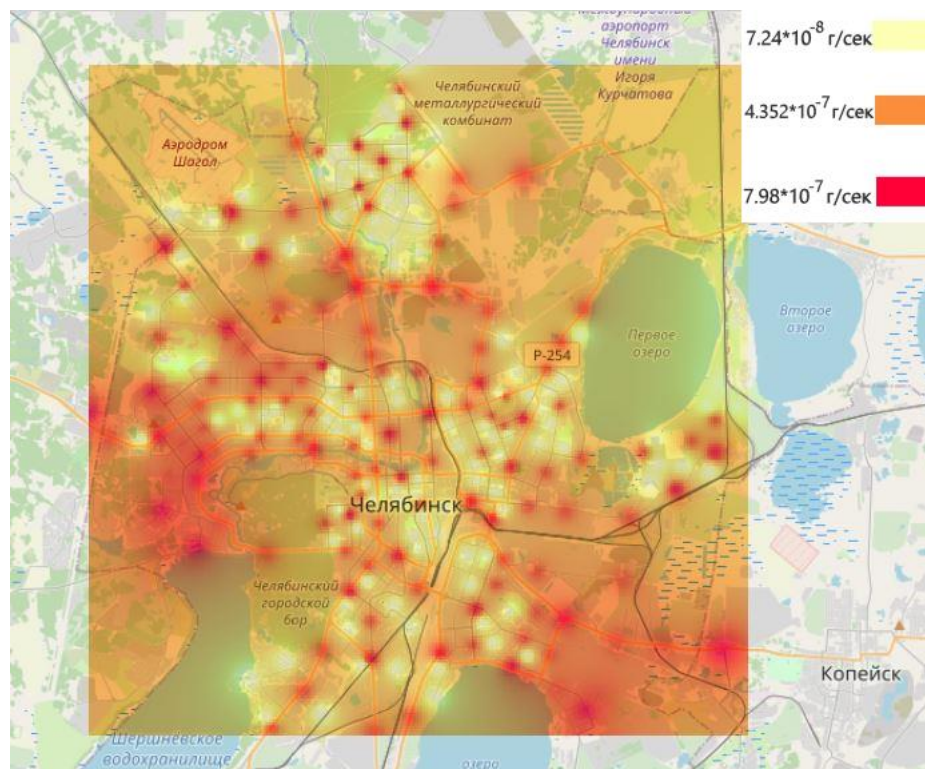 Международный
аэропорт
Челябинск
имени
Игоря
Курчатова
7.24*10⁻⁸ г/сек
4.352*10⁻⁷ г/сек
7.98*10⁻⁷ г/сек
Челябинский
металлургический
комбинат
Аэродром
Шагол
Второе
озеро
Первое
озеро
Р-254
Челябинск
Челябинский
городской
бор
Копейск
Шершнёвское
водохранилище
озеро